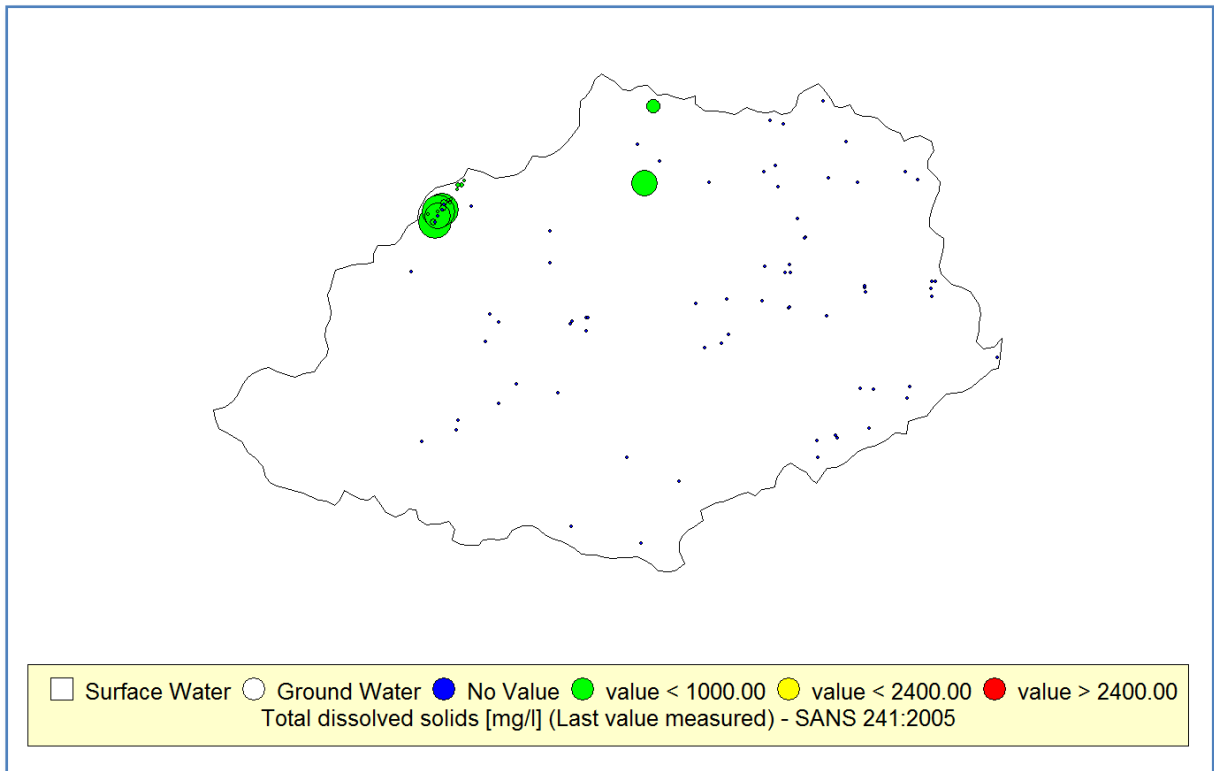 Surface Water Ground Water No Value value < 1000.00 value < 2400.00 value > 2400.00
Total dissolved solids [mg/l] (Last value measured) - SANS 241:2005